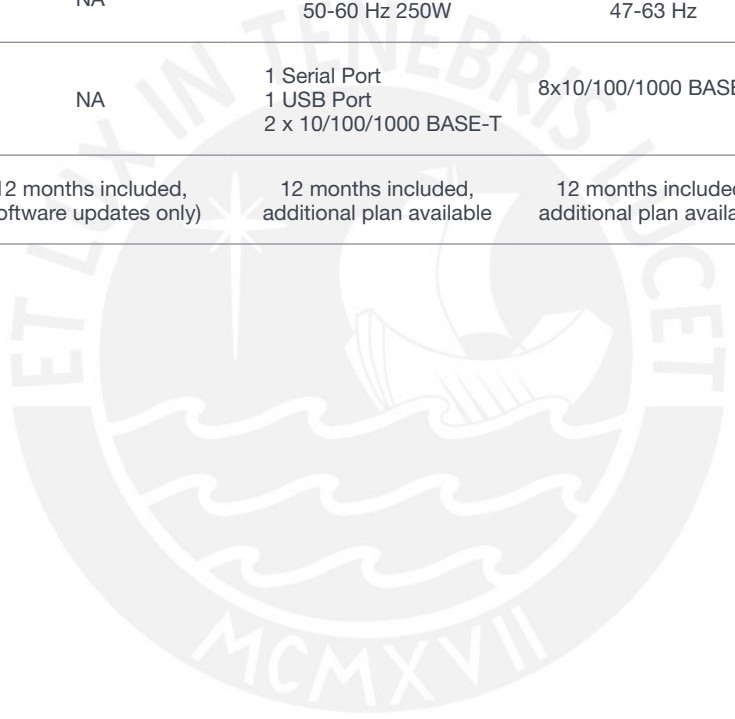 NA
50-60 Hz 250W
47-63 Hz
NA
1 Serial Port
1 USB Port
2 x 10/100/1000 BASE-T
8x10/100/1000 BASE
12 months included,
oftware updates only)
12 months included,
additional plan available
12 months include
additional plan availa
ET LUX IN TENEBRIS LUCET
MCMXVII